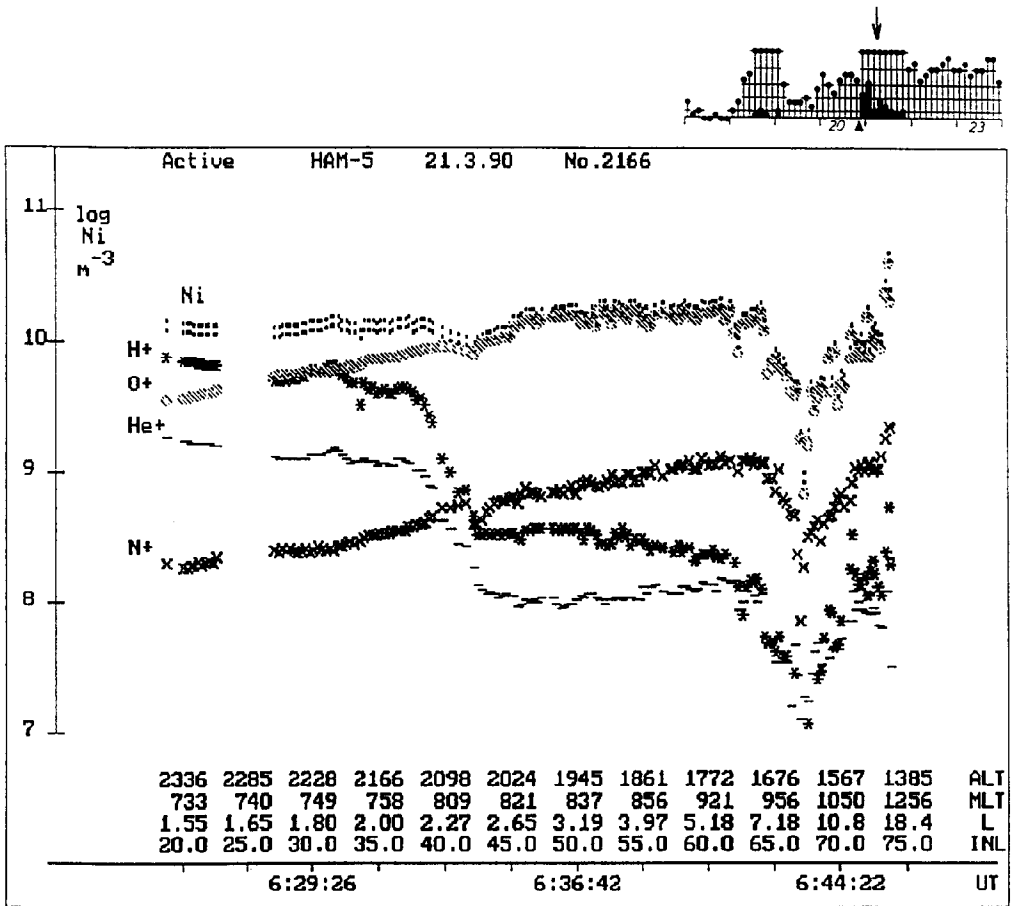 20 23
Active HAM-5 21.3.90 No.2166
11
log
Ni
m-3
Ni
10
H+
O+
He+
9
N+
8
7
2336 2285 2228 2166 2098 2024 1945 1861 1772 1676 1567 1385 ALT
733 740 749 758 809 821 837 856 921 956 1050 1256 MLT
1.55 1.65 1.80 2.00 2.27 2.65 3.19 3.97 5.18 7.18 10.8 18.4 L
20.0 25.0 30.0 35.0 40.0 45.0 50.0 55.0 60.0 65.0 70.0 75.0 INL
6:29:26 6:36:42 6:44:22 UT